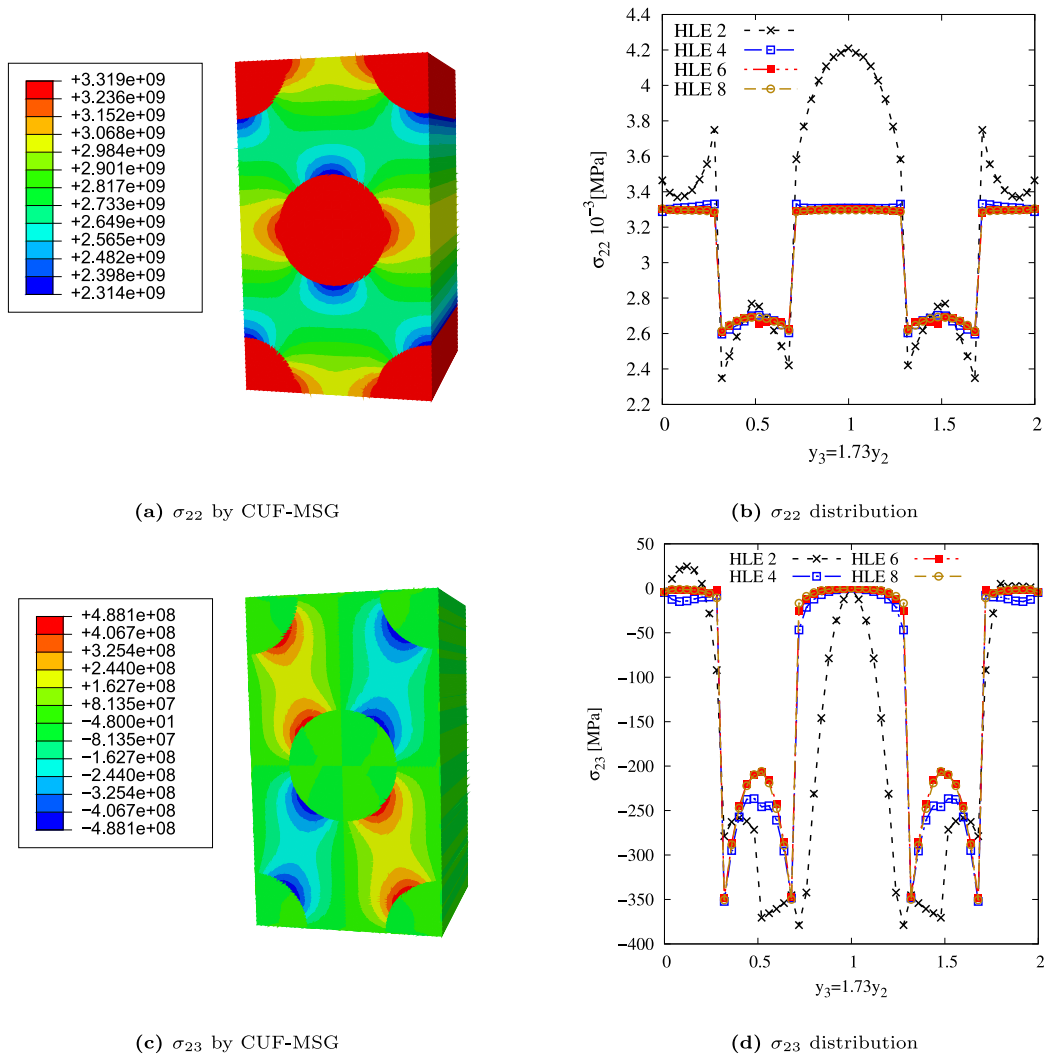 +3.319e+09
+3.236e+09
+3.152e+09
+3.068e+09
+2.984e+09
+2.901e+09
+2.817e+09
+2.733e+09
+2.649e+09
+2.565e+09
+2.482e+09
+2.398e+09
+2.314e+09
(a) σ22 by CUF-MSG
HLE 2
HLE 4
HLE 6
HLE 8
4.4
4.2
4
3.8
3.6
3.4
3.2
3
2.8
2.6
2.4
2.2
σ22 10⁻³[MPa]
0 0.5 1 1.5 2
y3=1.73y2
(b) σ22 distribution
+4.881e+08
+4.067e+08
+3.254e+08
+2.440e+08
+1.627e+08
+8.135e+07
−4.800e+01
−8.135e+07
−1.627e+08
−2.440e+08
−3.254e+08
−4.067e+08
−4.881e+08
(c) σ23 by CUF-MSG
HLE 2 HLE 6
HLE 4 HLE 8
50
0
−50
−100
−150
−200
−250
−300
−350
−400
σ23 [MPa]
0 0.5 1 1.5 2
y3=1.73y2
(d) σ23 distribution